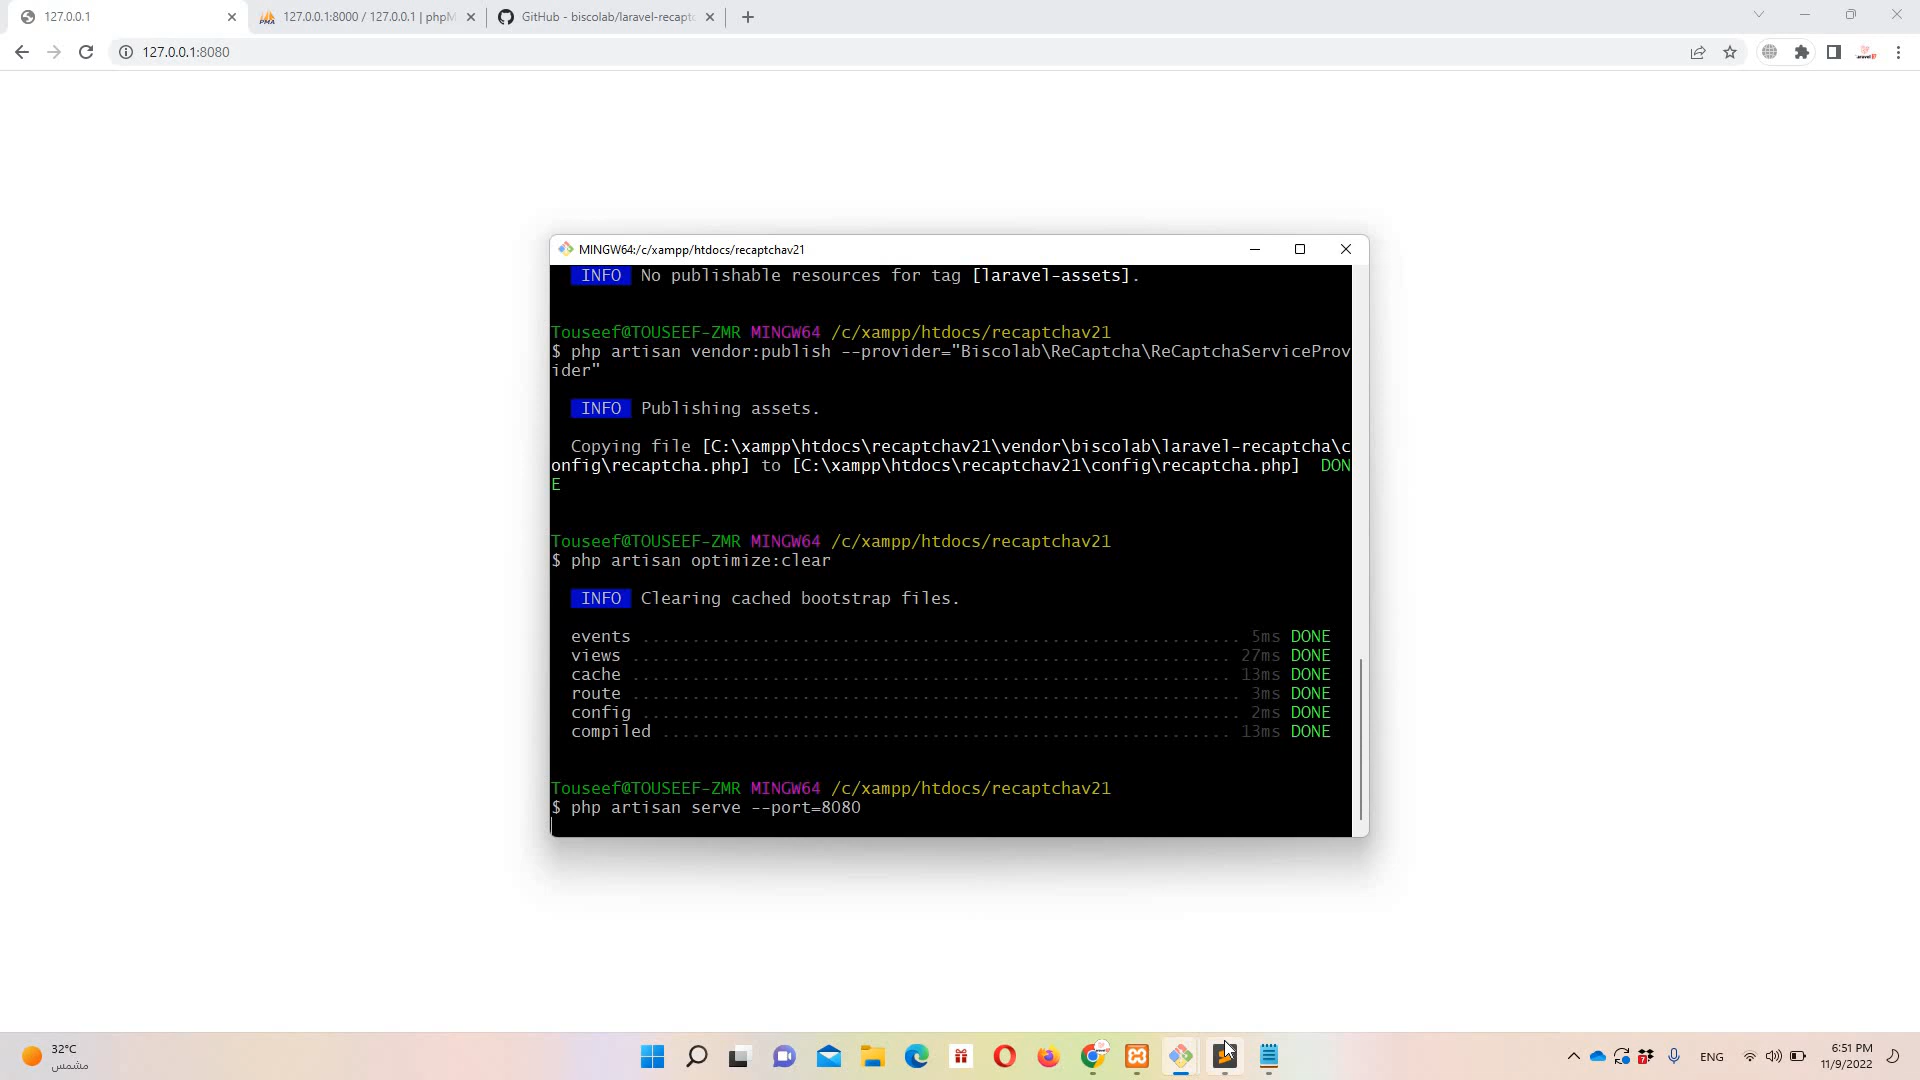 127.0.0.1
127.0.0.1:8000 / 127.0.0.1 | phpM
GitHub - biscolab/laravel-recaptc
127.0.0.1:8080
MINGW64:/c/xampp/htdocs/recaptchav21
INFO No publishable resources for tag [laravel-assets].
Touseef@TOUSEEF-ZMR MINGW64 /c/xampp/htdocs/recaptchav21
$ php artisan vendor:publish --provider="Biscolab\ReCaptcha\ReCaptchaServiceProv
ider"
INFO Publishing assets.
Copying file [C:\xampp\htdocs\recaptchav21\vendor\biscolab\laravel-recaptcha\c
onfig\recaptcha.php] to [C:\xampp\htdocs\recaptchav21\config\recaptcha.php] DON
E
Touseef@TOUSEEF-ZMR MINGW64 /c/xampp/htdocs/recaptchav21
$ php artisan optimize:clear
INFO Clearing cached bootstrap files.
events ............................................................ 5ms DONE
views ............................................................ 27ms DONE
cache ............................................................ 13ms DONE
route ............................................................. 3ms DONE
config ............................................................ 2ms DONE
compiled ......................................................... 13ms DONE
Touseef@TOUSEEF-ZMR MINGW64 /c/xampp/htdocs/recaptchav21
$ php artisan serve --port=8080
32°C
مشمس
ENG
6:51 PM
11/9/2022